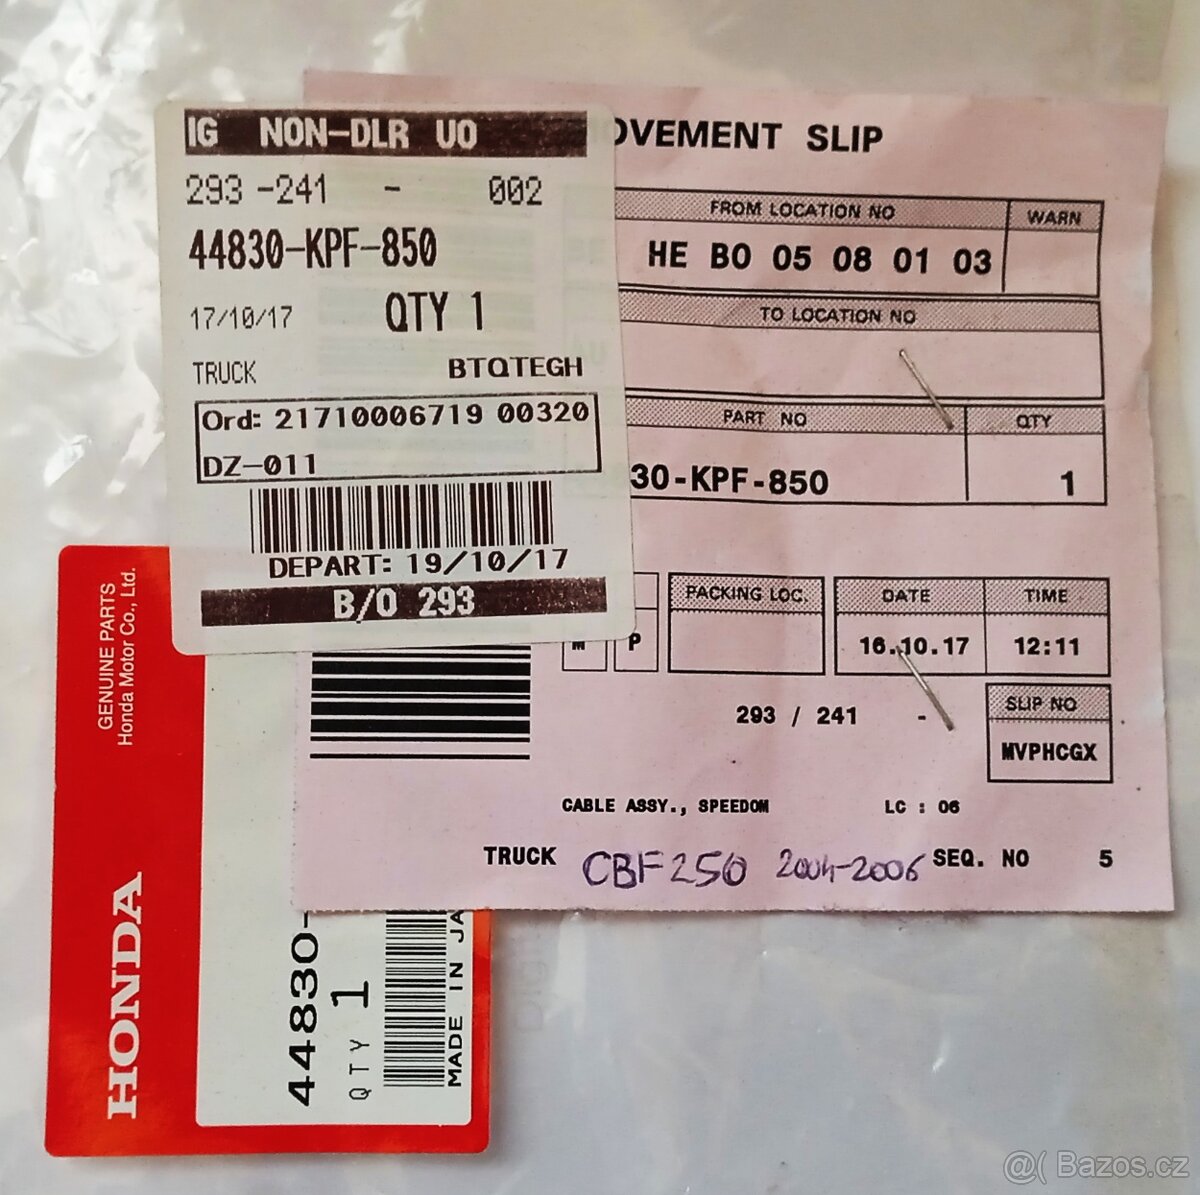 IG NON-DLR UO
293 -241 - 002
44830-KPF-850
17/10/17 QTY 1
TRUCK BTQTEGH
Ord: 21710006719 00320
DZ-011
DEPART: 19/10/17
B/O 293
OVEMENT SLIP
FROM LOCATION NO WARN
HE BO 05 08 01 03
TO LOCATION NO
PART NO QTY
30-KPF-850 1
PACKING LOC. DATE TIME
M P 16.10.17 12:11
293 / 241 -
SLIP NO
MVPHCGX
CABLE ASSY., SPEEDOM LC : 06
TRUCK CBF250 2004-2006 SEQ. NO 5
GENUINE PARTS
Honda Motor Co., Ltd.
HONDA
44830-
QTY 1
MADE IN JA
@( Bazos.cz